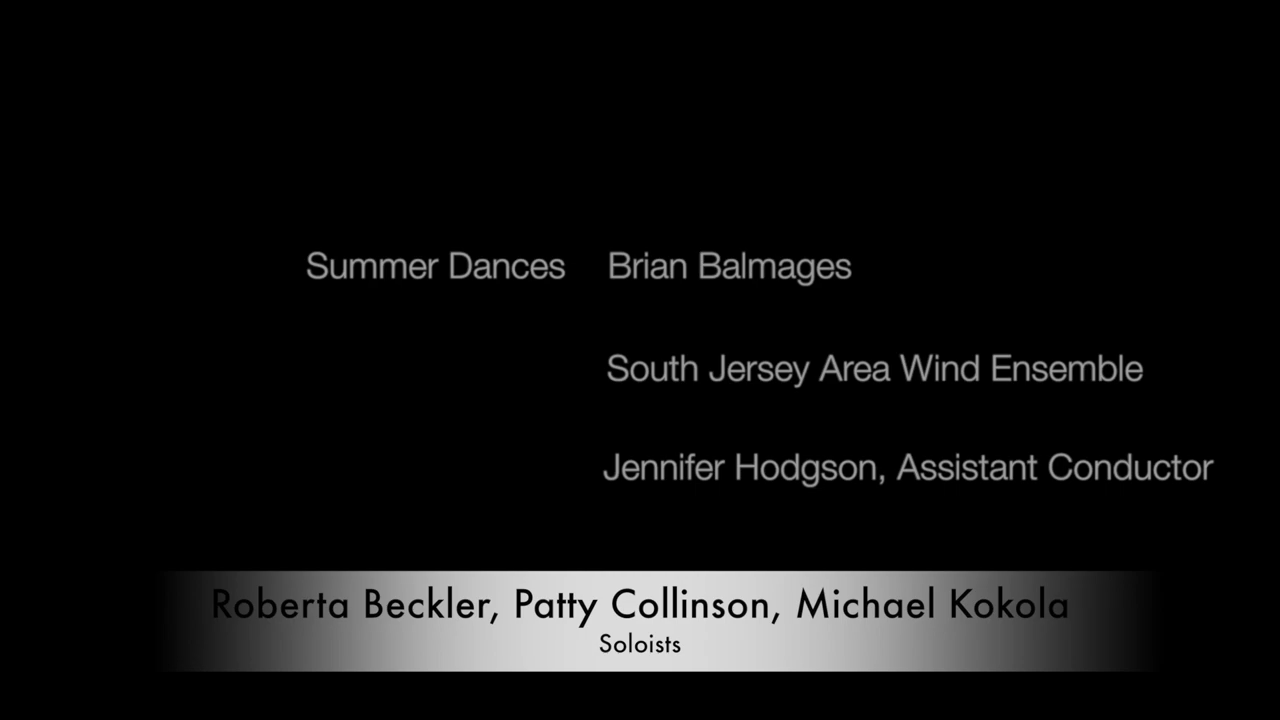 Summer Dances Brian Balmages
South Jersey Area Wind Ensemble
Jennifer Hodgson, Assistant Conductor
Roberta Beckler, Patty Collinson, Michael Kokola
Soloists